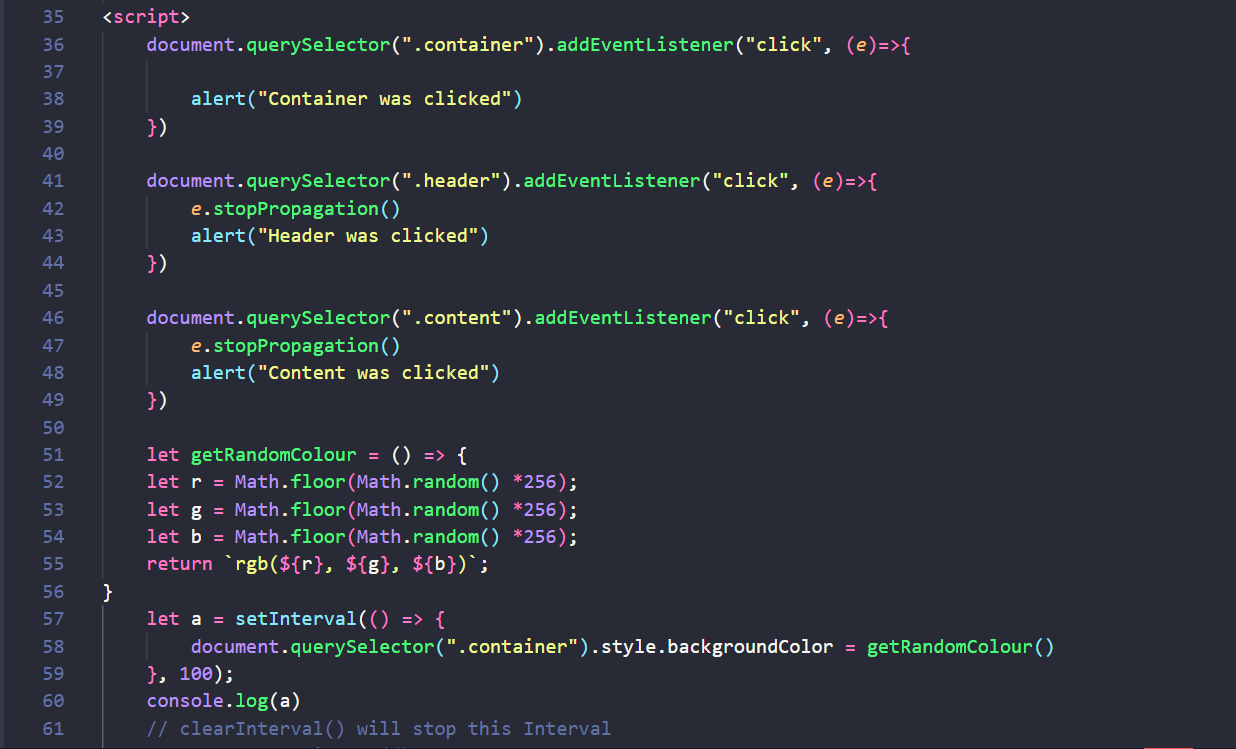 35 <script>
36 document.querySelector(".container").addEventListener("click", (e)=>{
37
38 alert("Container was clicked")
39 })
40
41 document.querySelector(".header").addEventListener("click", (e)=>{
42 e.stopPropagation()
43 alert("Header was clicked")
44 })
45
46 document.querySelector(".content").addEventListener("click", (e)=>{
47 e.stopPropagation()
48 alert("Content was clicked")
49 })
50
51 let getRandomColour = () => {
52 let r = Math.floor(Math.random() *256);
53 let g = Math.floor(Math.random() *256);
54 let b = Math.floor(Math.random() *256);
55 return `rgb(${r}, ${g}, ${b})`;
56 }
57 let a = setInterval(() => {
58 document.querySelector(".container").style.backgroundColor = getRandomColour()
59 }, 100);
60 console.log(a)
61 // clearInterval() will stop this Interval